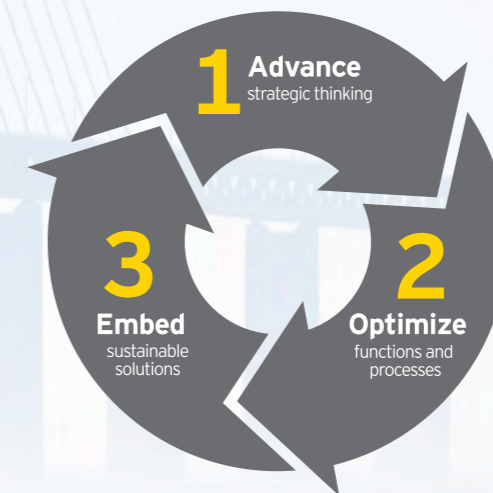 1 Advance
strategic thinking
2
Optimize
functions and
processes
3
Embed
sustainable
solutions